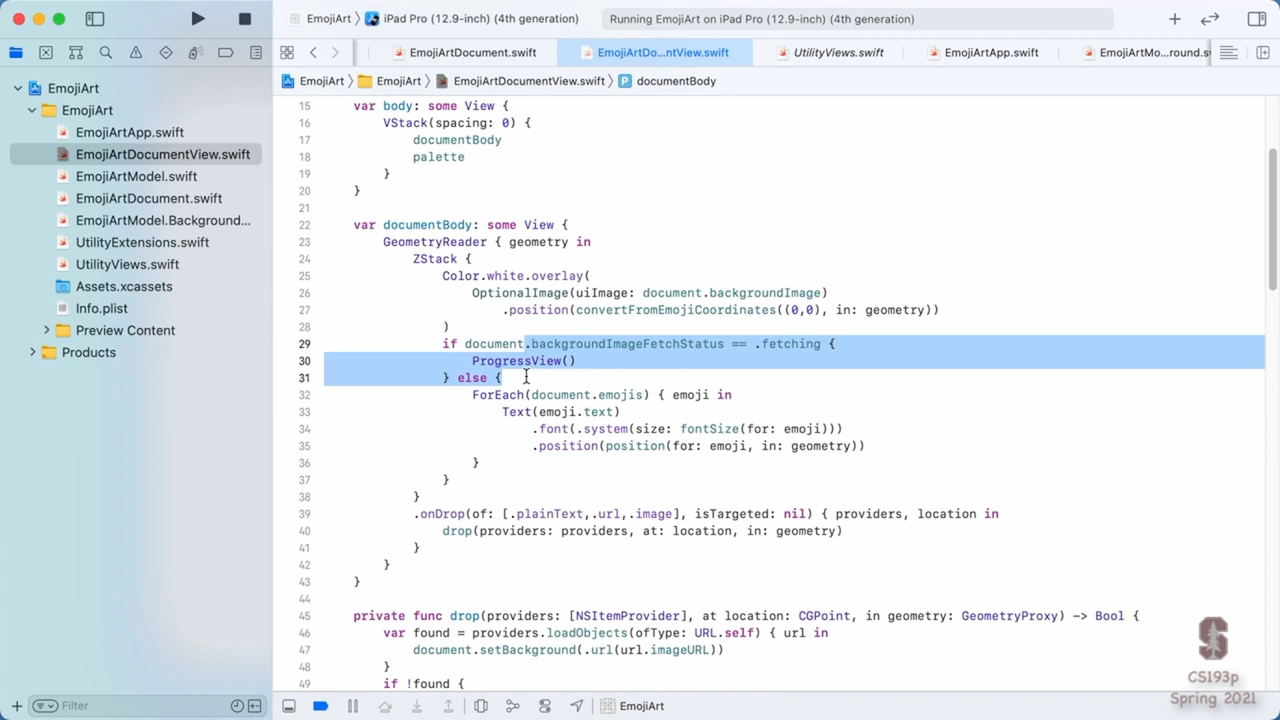 EmojiArt
iPad Pro (12.9-inch) (4th generation)
Running EmojiArt on iPad Pro (12.9-inch) (4th generation)
EmojiArtDocument.swift
EmojiArtDo...ntView.swift
UtilityViews.swift
EmojiArtApp.swift
EmojiArtMo...round.sw
EmojiArt
EmojiArt
EmojiArtDocumentView.swift
P
documentBody
EmojiArt
EmojiArt
EmojiArtApp.swift
EmojiArtDocumentView.swift
EmojiArtModel.swift
EmojiArtDocument.swift
EmojiArtModel.Background...
UtilityExtensions.swift
UtilityViews.swift
Assets.xcassets
Info.plist
Preview Content
Products
Filter
15 var body: some View {
16 VStack(spacing: 0) {
17 documentBody
18 palette
19 }
20 }
21
22 var documentBody: some View {
23 GeometryReader { geometry in
24 ZStack {
25 Color.white.overlay(
26 OptionalImage(uiImage: document.backgroundImage)
27 .position(convertFromEmojiCoordinates((0,0), in: geometry))
28 )
29 if document.backgroundImageFetchStatus == .fetching {
30 ProgressView()
31 } else {
32 ForEach(document.emojis) { emoji in
33 Text(emoji.text)
34 .font(.system(size: fontSize(for: emoji)))
35 .position(position(for: emoji, in: geometry))
36 }
37 }
38 }
39 .onDrop(of: [.plainText,.url,.image], isTargeted: nil) { providers, location in
40 drop(providers: providers, at: location, in: geometry)
41 }
42 }
43 }
44
45 private func drop(providers: [NSItemProvider], at location: CGPoint, in geometry: GeometryProxy) -> Bool {
46 var found = providers.loadObjects(ofType: URL.self) { url in
47 document.setBackground(.url(url.imageURL))
48 }
49 if !found {
EmojiArt
S
CS193p
Spring 2021